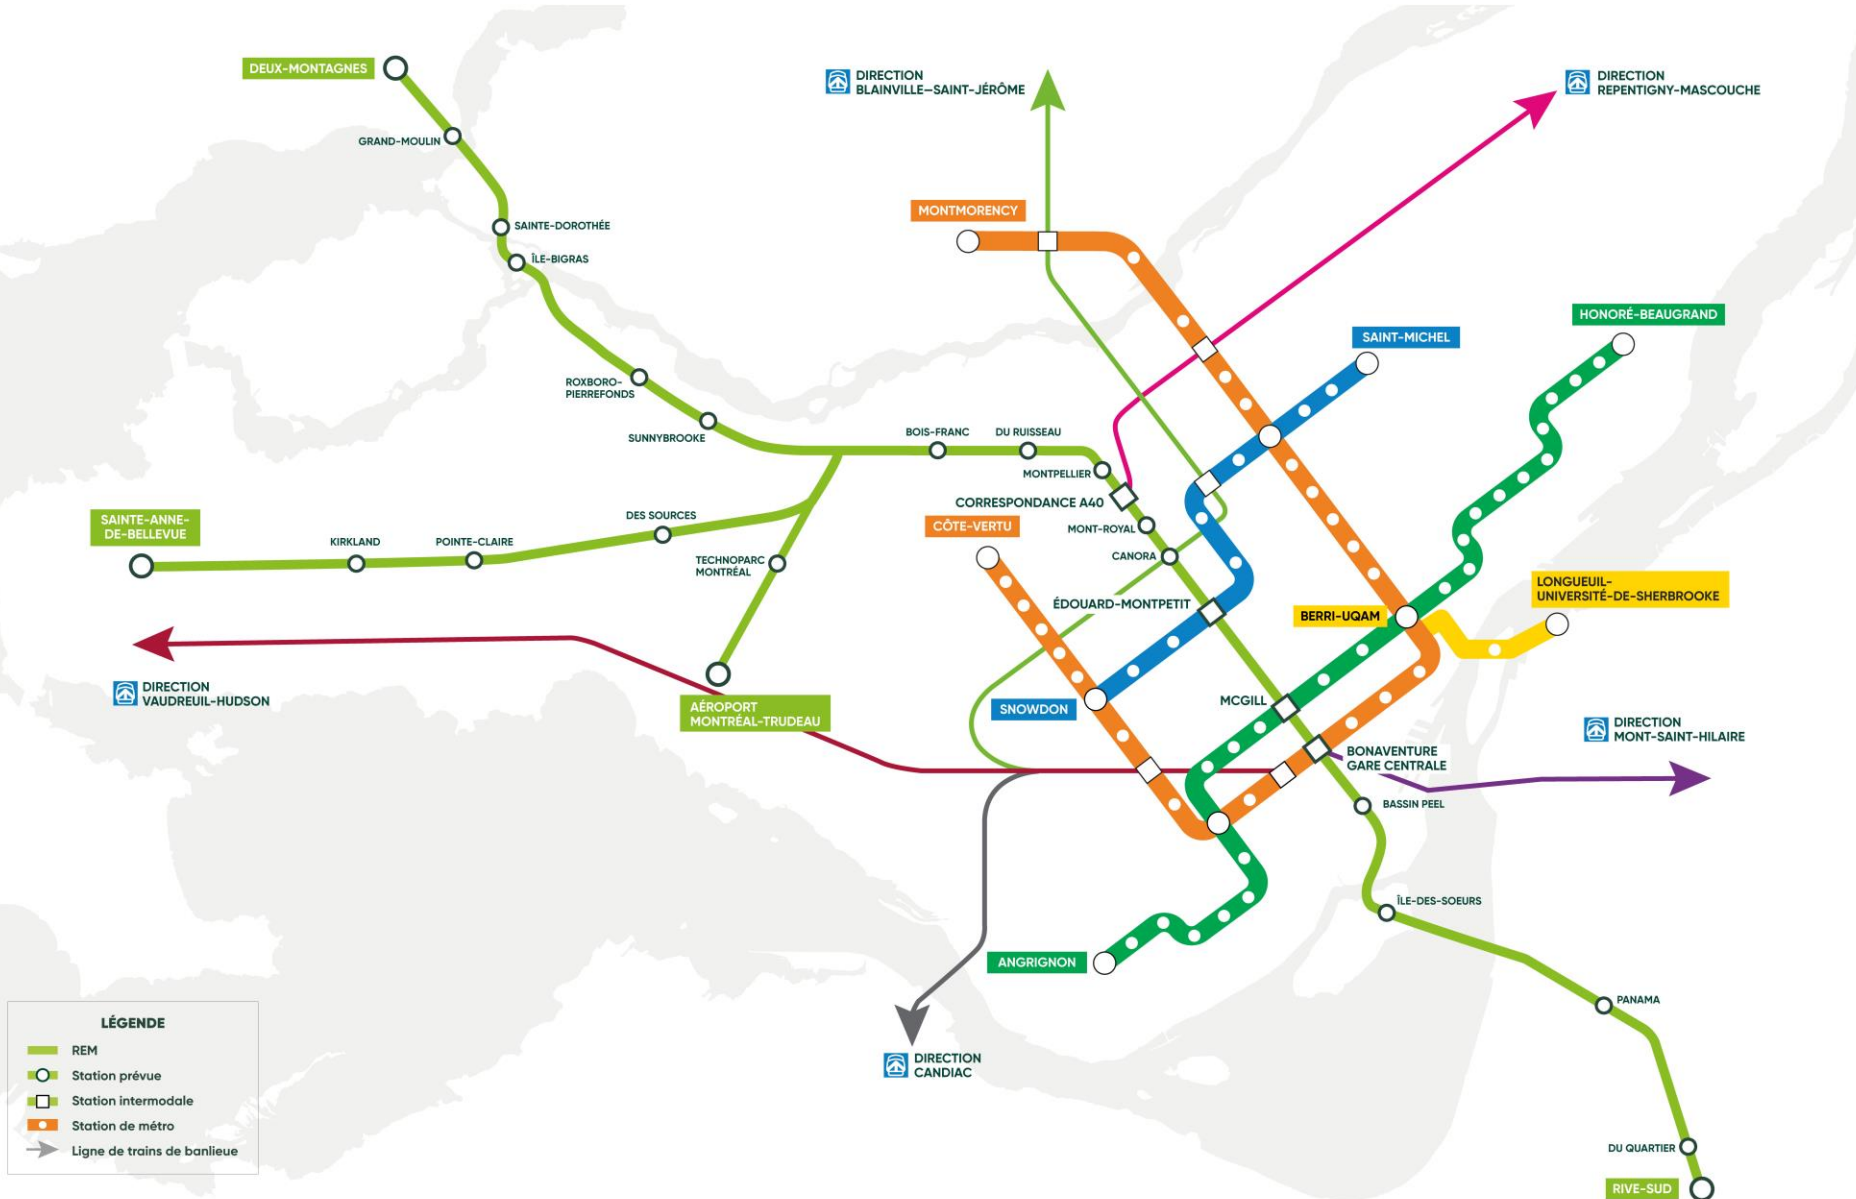 DEUX-MONTAGNES
GRAND-MOULIN
SAINTE-DOROTHÉE
ÎLE-BIGRAS
ROXBORO-
PIERREFONDS
SUNNYBROOKE
BOIS-FRANC
DU RUISSEAU
MONTPELLIER
CORRESPONDANCE A40
MONT-ROYAL
CANORA
ÉDOUARD-MONTPETIT
MCGILL
BONAVENTURE
GARE CENTRALE
BASSIN PEEL
ÎLE-DES-SOEURS
PANAMA
DU QUARTIER
RIVE-SUD
SAINTE-ANNE-
DE-BELLEVUE
KIRKLAND
POINTE-CLAIRE
DES SOURCES
TECHNOPARC
MONTRÉAL
AÉROPORT
MONTRÉAL-TRUDEAU
DIRECTION
BLAINVILLE–SAINT-JÉRÔME
DIRECTION
REPENTIGNY-MASCOUCHE
MONTMORENCY
HONORÉ-BEAUGRAND
SAINT-MICHEL
CÔTE-VERTU
LONGUEUIL-
UNIVERSITÉ-DE-SHERBROOKE
BERRI-UQAM
SNOWDON
DIRECTION
VAUDREUIL-HUDSON
DIRECTION
MONT-SAINT-HILAIRE
ANGRIGNON
DIRECTION
CANDIAC
LÉGENDE
REM
Station prévue
Station intermodale
Station de métro
Ligne de trains de banlieue